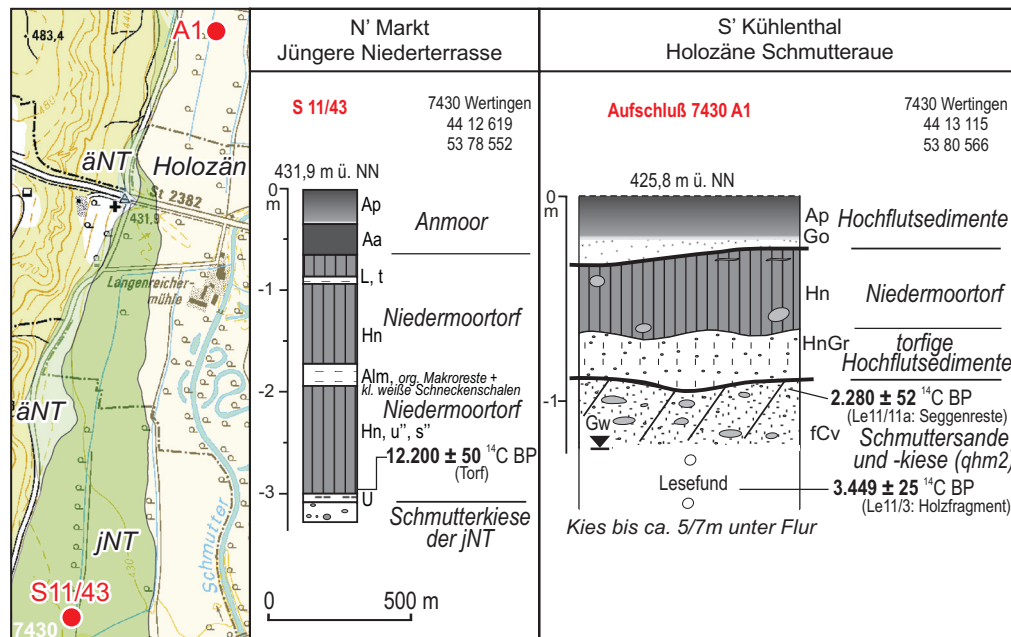 483,4
A1
äNT
Holozän
St 2382
431.9
Langenreicher-
mühle
äNT
jNT
Schmutter
S11/43
7430
N’ Markt
Jüngere Niederterrasse
S 11/43
7430 Wertingen
44 12 619
53 78 552
431,9 m ü. NN
0
m
Ap
Anmoor
Aa
L, t
-1
Niedermoortorf
Hn
Alm, org. Makroreste +
kl. weiße Schneckenschalen
-2
Niedermoortorf
Hn, u”, s”
12.200 ± 50 ¹⁴C BP
(Torf)
-3
U
Schmutterkiese
der jNT
0 500 m
S’ Kühlenthal
Holozäne Schmutteraue
Aufschluß 7430 A1
7430 Wertingen
44 13 115
53 80 566
425,8 m ü. NN
0
m
Ap
Go
Hochflutsedimente
Hn
Niedermoortorf
HnGr
torfige
Hochflutsedimente
-1
2.280 ± 52 ¹⁴C BP
(Le11/11a: Seggenreste)
Gw
fCv
Schmuttersande
und -kiese (qhm2)
Lesefund
3.449 ± 25 ¹⁴C BP
(Le11/3: Holzfragment)
Kies bis ca. 5/7m unter Flur